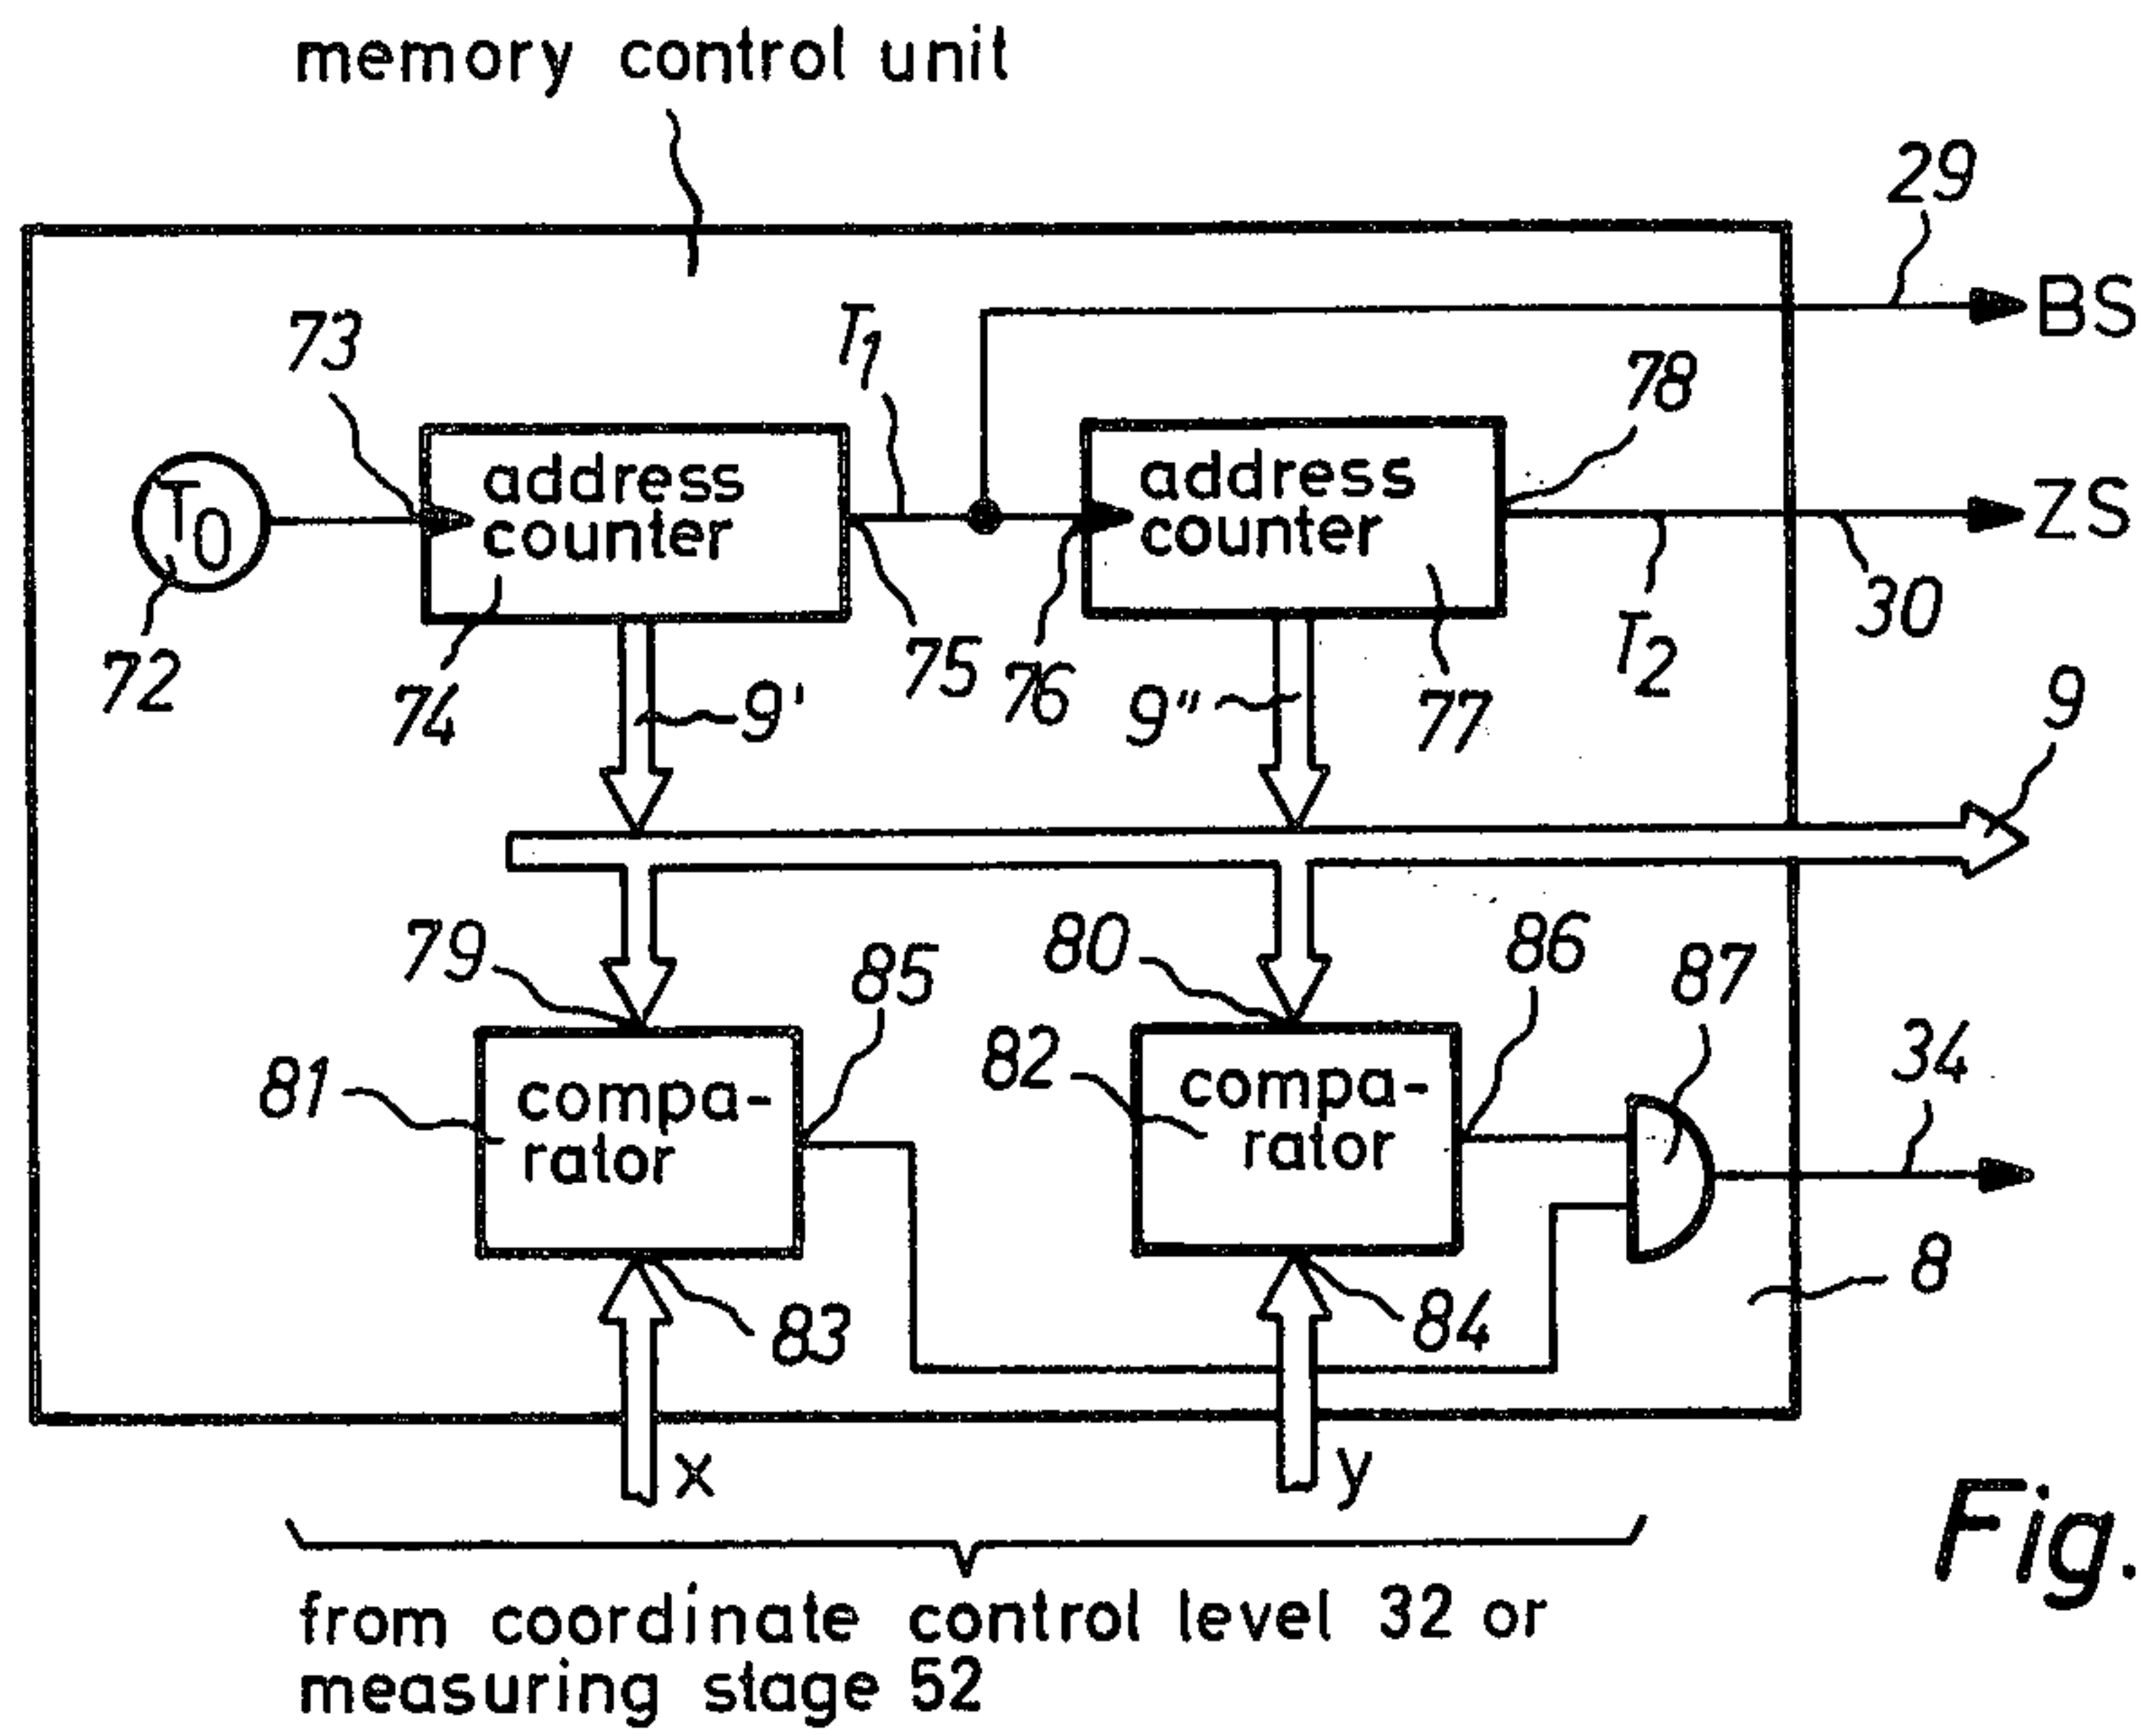 memory control unit
29
BS
73
T1
78
address
counter
address
counter
T0
ZS
72
74
9'
75
76
9"
77
T2
30
9
79
85
80
86
87
34
81
compa-
rator
82
compa-
rator
83
84
8
x
y
Fig.
from coordinate control level 32 or
measuring stage 52